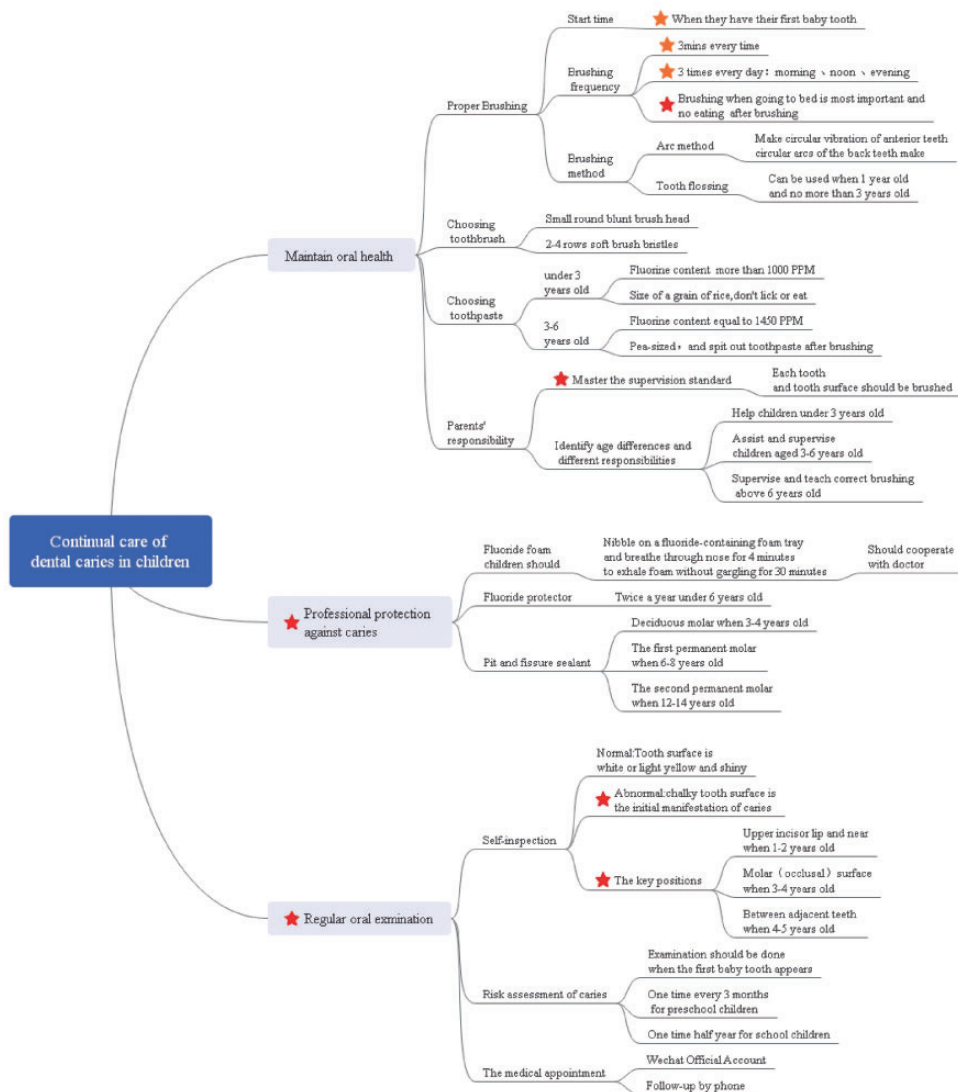 Continual care of
dental caries in children
Maintain oral health
Proper Brushing
Start time
When they have their first baby tooth
Brushing
frequency
3mins every time
3 times every day：morning 、noon 、evening
Brushing when going to bed is most important and
no eating after brushing
Brushing
method
Arc method
Make circular vibration of anterior teeth
circular arcs of the back teeth make
Tooth flossing
Can be used when 1 year old
and no more than 3 years old
Choosing
toothbrush
Small round blunt brush head
2-4 rows soft brush bristles
Choosing
toothpaste
under 3
years old
Fluorine content more than 1000 PPM
Size of a grain of rice,don't lick or eat
3-6
years old
Fluorine content equal to 1450 PPM
Pea-sized，and spit out toothpaste after brushing
Parents'
responsibility
Master the supervision standard
Each tooth
and tooth surface should be brushed
Identify age differences and
different responsibilities
Help children under 3 years old
Assist and supervise
children aged 3-6 years old
Supervise and teach correct brushing
above 6 years old
Professional protection
against caries
Fluoride foam
children should
Nibble on a fluoride-containing foam tray
and breathe through nose for 4 minutes
to exhale foam without gargling for 30 minutes
Should cooperate
with doctor
Fluoride protector
Twice a year under 6 years old
Pit and fissure sealant
Deciduous molar when 3-4 years old
The first permanent molar
when 6-8 years old
The second permanent molar
when 12-14 years old
Regular oral exmination
Self-inspection
Normal:Tooth surface is
white or light yellow and shiny
Abnormal:chalky tooth surface is
the initial manifestation of caries
The key positions
Upper incisor lip and near
when 1-2 years old
Molar（occlusal）surface
when 3-4 years old
Between adjacent teeth
when 4-5 years old
Risk assessment of caries
Examination should be done
when the first baby tooth appears
One time every 3 months
for preschool children
One time half year for school children
The medical appointment
Wechat Official Account
Follow-up by phone